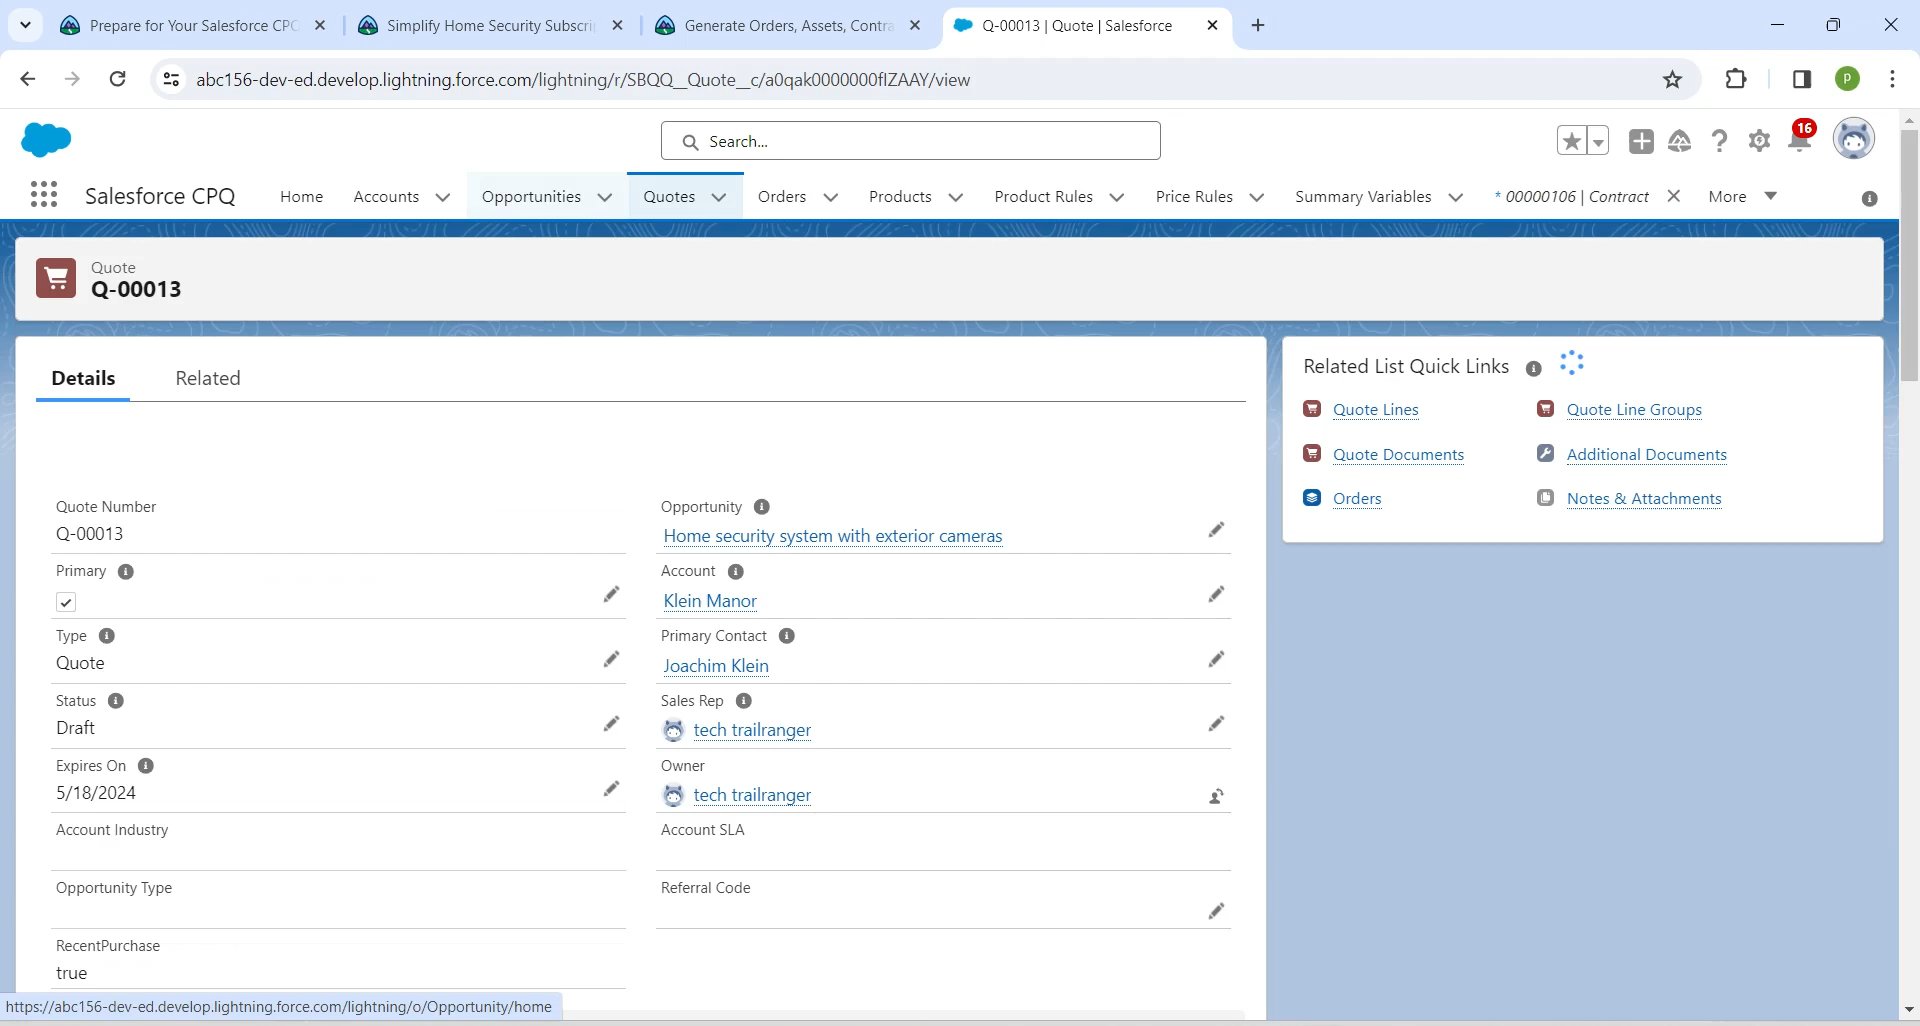 Prepare for Your Salesforce CPQ
Simplify Home Security Subscri
Generate Orders, Assets, Contra
Q-00013 | Quote | Salesforce
abc156-dev-ed.develop.lightning.force.com/lightning/r/SBQQ__Quote__c/a0qak0000000fIZAAY/view
P
Search...
16
Salesforce CPQ
Home
Accounts
Opportunities
Quotes
Orders
Products
Product Rules
Price Rules
Summary Variables
* 00000106 | Contract
More
Quote
Q-00013
Details
Related
Quote Number
Q-00013
Opportunity
Home security system with exterior cameras
Primary
Account
Klein Manor
Type
Quote
Primary Contact
Joachim Klein
Status
Draft
Sales Rep
tech trailranger
Expires On
5/18/2024
Owner
tech trailranger
Account Industry
Account SLA
Opportunity Type
Referral Code
RecentPurchase
true
Related List Quick Links
Quote Lines
Quote Line Groups
Quote Documents
Additional Documents
Orders
Notes & Attachments
https://abc156-dev-ed.develop.lightning.force.com/lightning/o/Opportunity/home